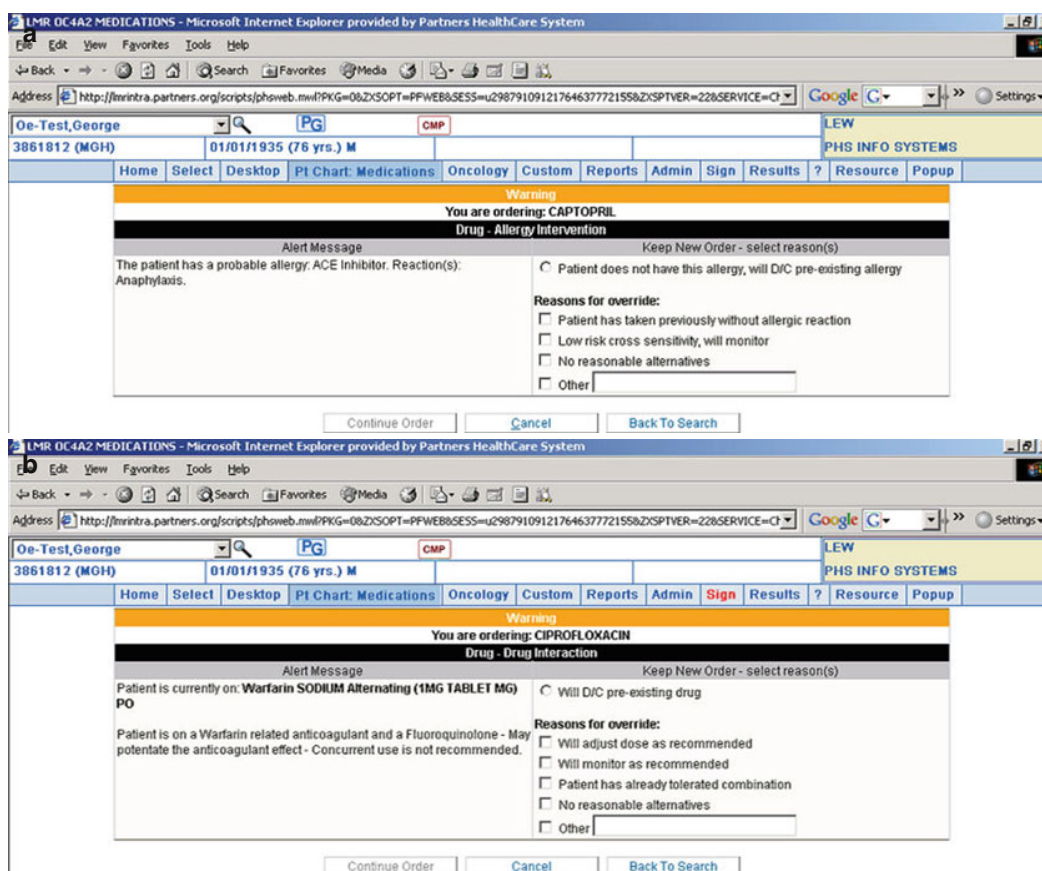 LMR OC4A2 MEDICATIONS - Microsoft Internet Explorer provided by Partners HealthCare System
a
File Edit View Favorites Tools Help
Back Search Favorites Media
Address http://lmrintra.partners.org/scripts/phsweb.mwl?PKG=0&ZXSOPT=PFWEB&SESS=u29879109121764637772155&ZXSPTVER=22&SERVICE=Cł Google G Settings
Oe-Test,George PG CMP LEW
3861812 (MGH) 01/01/1935 (76 yrs.) M PHS INFO SYSTEMS
Home Select Desktop Pt Chart: Medications Oncology Custom Reports Admin Sign Results ? Resource Popup
Warning
You are ordering: CAPTOPRIL
Drug - Allergy Intervention
Alert Message Keep New Order - select reason(s)
The patient has a probable allergy: ACE Inhibitor. Reaction(s): Patient does not have this allergy, will D/C pre-existing allergy
Anaphylaxis.
Reasons for override:
Patient has taken previously without allergic reaction
Low risk cross sensitivity, will monitor
No reasonable alternatives
Other
Continue Order Cancel Back To Search
LMR OC4A2 MEDICATIONS - Microsoft Internet Explorer provided by Partners HealthCare System
b
Edit View Favorites Tools Help
Back Search Favorites Media
Address http://lmrintra.partners.org/scripts/phsweb.mwl?PKG=0&ZXSOPT=PFWEB&SESS=u29879109121764637772155&ZXSPTVER=22&SERVICE=Cł Google G Settings
Oe-Test,George PG CMP LEW
3861812 (MGH) 01/01/1935 (76 yrs.) M PHS INFO SYSTEMS
Home Select Desktop Pt Chart: Medications Oncology Custom Reports Admin Sign Results ? Resource Popup
Warning
You are ordering: CIPROFLOXACIN
Drug - Drug Interaction
Alert Message Keep New Order - select reason(s)
Patient is currently on: Warfarin SODIUM Alternating (1MG TABLET MG) Will D/C pre-existing drug
PO
Patient is on a Warfarin related anticoagulant and a Fluoroquinolone - May Reasons for override:
potentate the anticoagulant effect - Concurrent use is not recommended. Will adjust dose as recommended
Will monitor as recommended
Patient has already tolerated combination
No reasonable alternatives
Other
Continue Order Cancel Back To Search